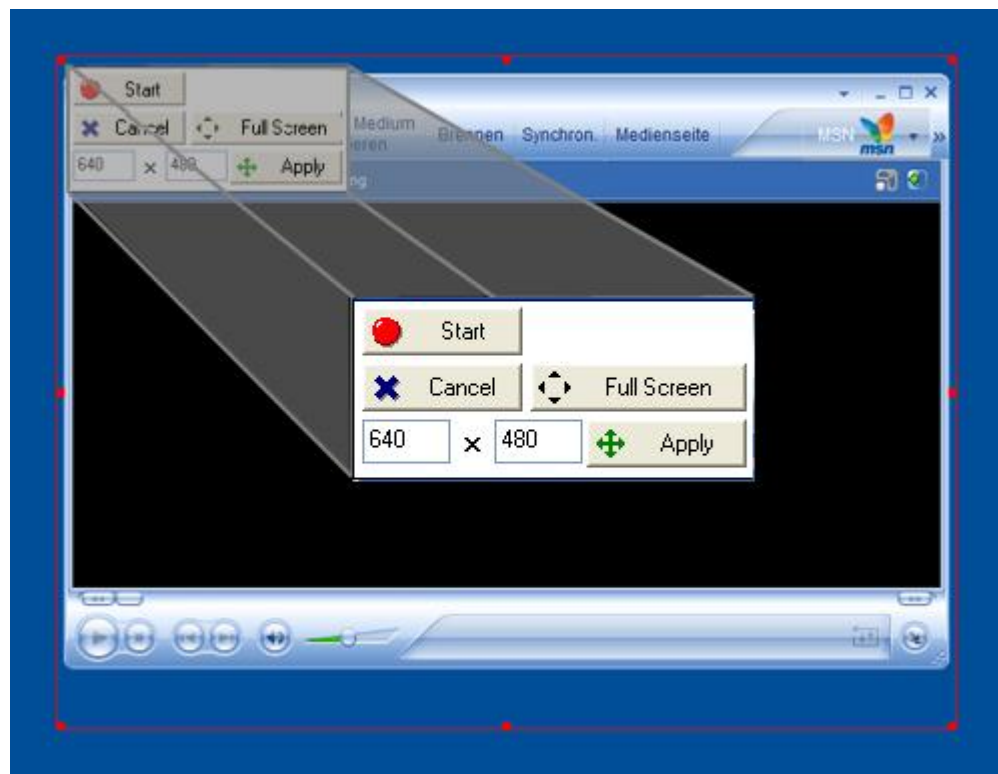 Start
Cancel Full Screen Medium Brennen Synchron. Medienseite MSN
msn
640 x 480 Apply
Start
Cancel Full Screen
640 x 480 Apply